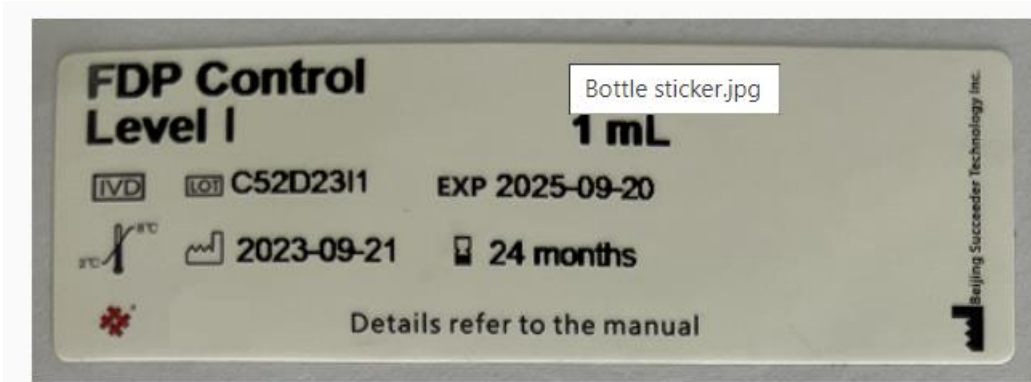 FDP Control
Bottle sticker.jpg
Level I
1 mL
IVD LOT C52D23I1 EXP 2025-09-20
8°C
2°C
2023-09-21 24 months
Details refer to the manual
Beijing Succeeder Technology Inc.